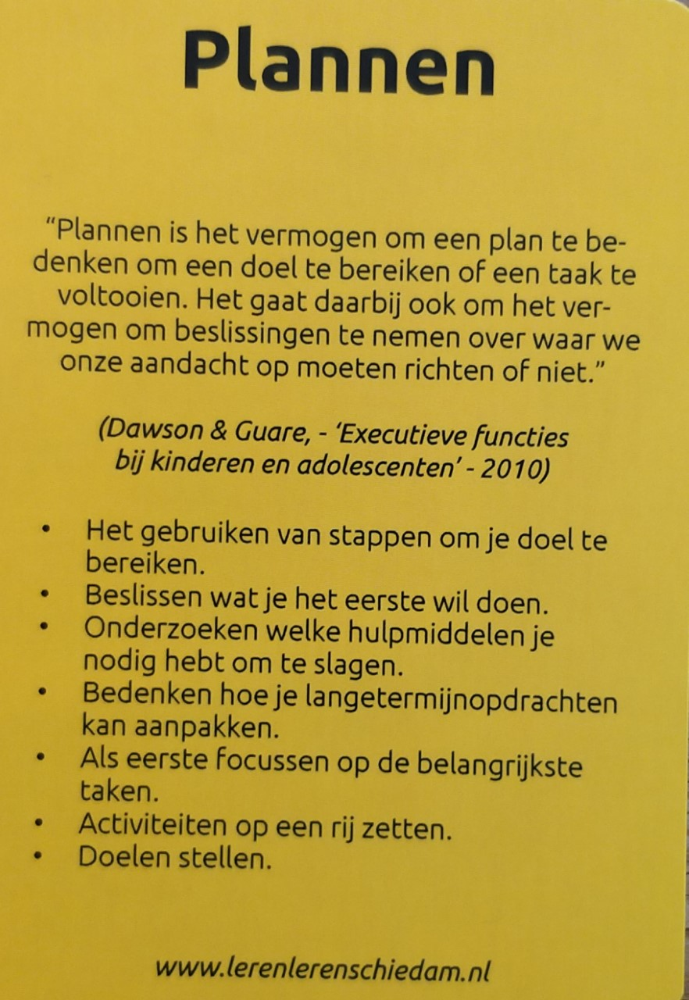 Plannen
“Plannen is het vermogen om een plan te be-
denken om een doel te bereiken of een taak te
voltooien. Het gaat daarbij ook om het ver-
mogen om beslissingen te nemen over waar we
onze aandacht op moeten richten of niet.”
(Dawson & Guare, - ‘Executieve functies
bij kinderen en adolescenten’ - 2010)
• Het gebruiken van stappen om je doel te
bereiken.
• Beslissen wat je het eerste wil doen.
• Onderzoeken welke hulpmiddelen je
nodig hebt om te slagen.
• Bedenken hoe je langetermijnopdrachten
kan aanpakken.
• Als eerste focussen op de belangrijkste
taken.
• Activiteiten op een rij zetten.
• Doelen stellen.
www.lerenlerenschiedam.nl